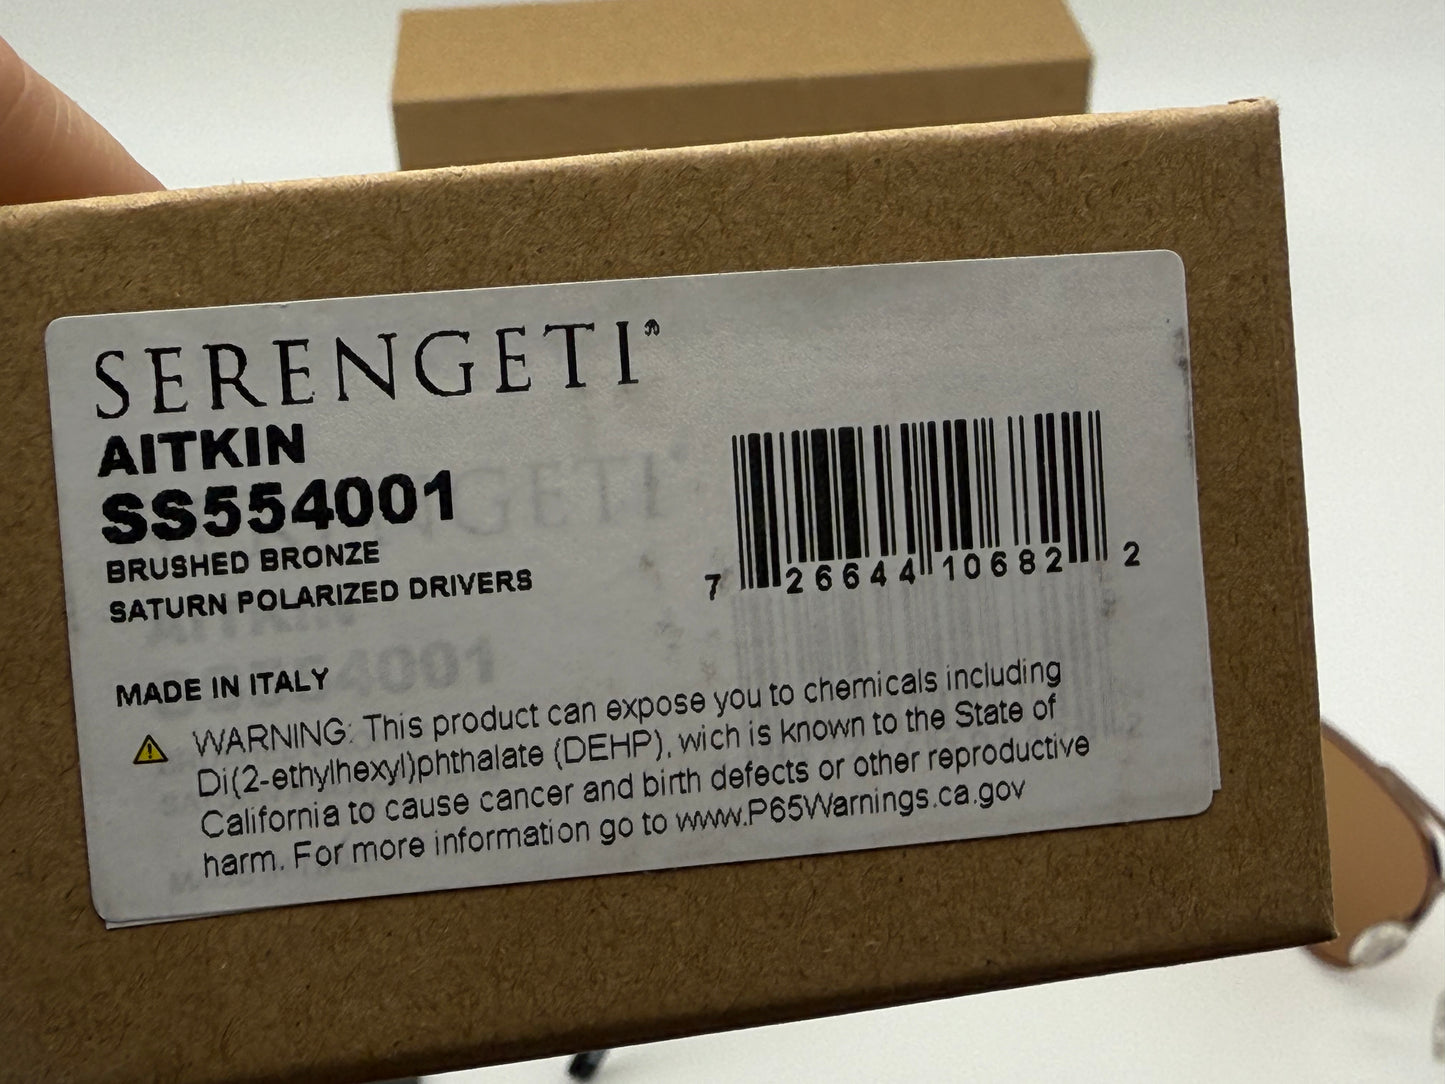 SERENGETI®
AITKIN
SS554001
BRUSHED BRONZE
SATURN POLARIZED DRIVERS
7 26644 10682 2
MADE IN ITALY
WARNING: This product can expose you to chemicals including
Di(2-ethylhexyl)phthalate (DEHP), wich is known to the State of
California to cause cancer and birth defects or other reproductive
harm. For more information go to www.P65Warnings.ca.gov